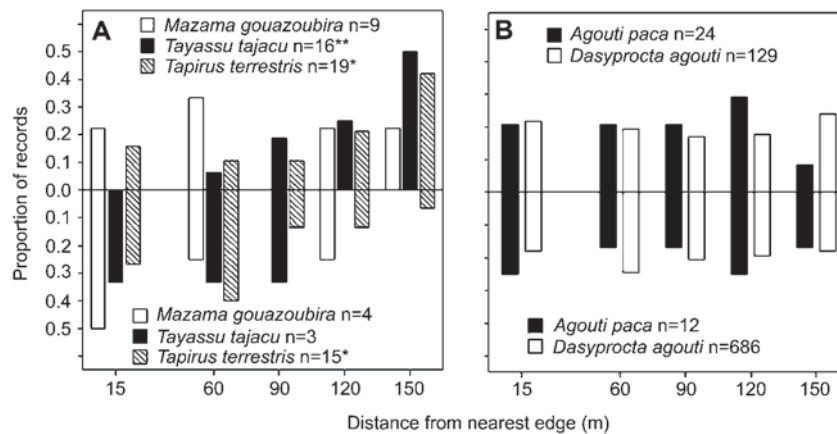 A
Mazama gouazoubira n=9
Tayassu tajacu n=16**
Tapirus terrestris n=19*
B
Agouti paca n=24
Dasyprocta agouti n=129
Proportion of records
0.5
0.4
0.3
0.2
0.1
0.0
0.1
0.2
0.3
0.4
0.5
Mazama gouazoubira n=4
Tayassu tajacu n=3
Tapirus terrestris n=15*
Agouti paca n=12
Dasyprocta agouti n=686
15 60 90 120 150
15 60 90 120 150
Distance from nearest edge (m)